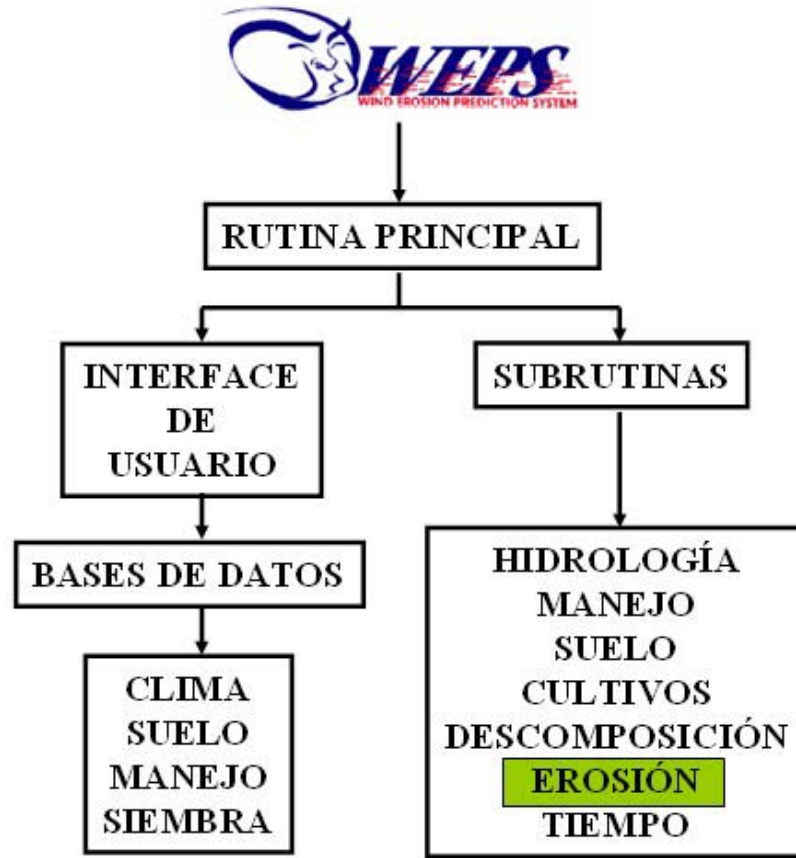 WEPS
WIND EROSION PREDICTION SYSTEM
RUTINA PRINCIPAL
INTERFACE
DE
USUARIO
SUBRUTINAS
BASES DE DATOS
CLIMA
SUELO
MANEJO
SIEMBRA
HIDROLOGÍA
MANEJO
SUELO
CULTIVOS
DESCOMPOSICIÓN
EROSIÓN
TIEMPO